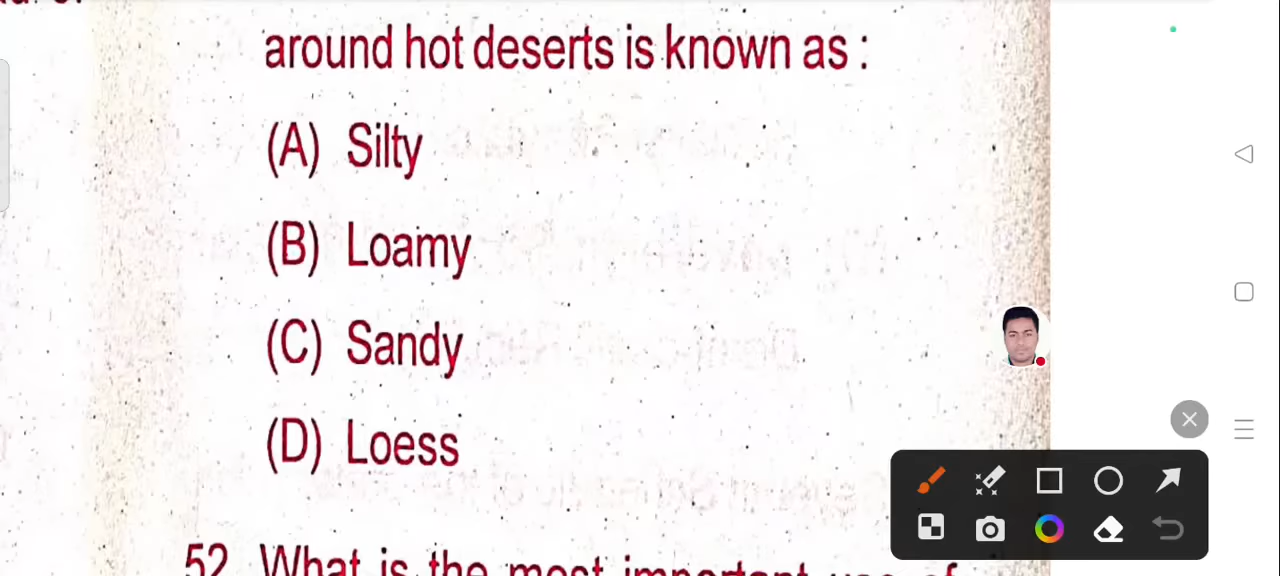 around hot deserts is known as :
(A) Silty
(B) Loamy
(C) Sandy
(D) Loess
52. What is the most important use of